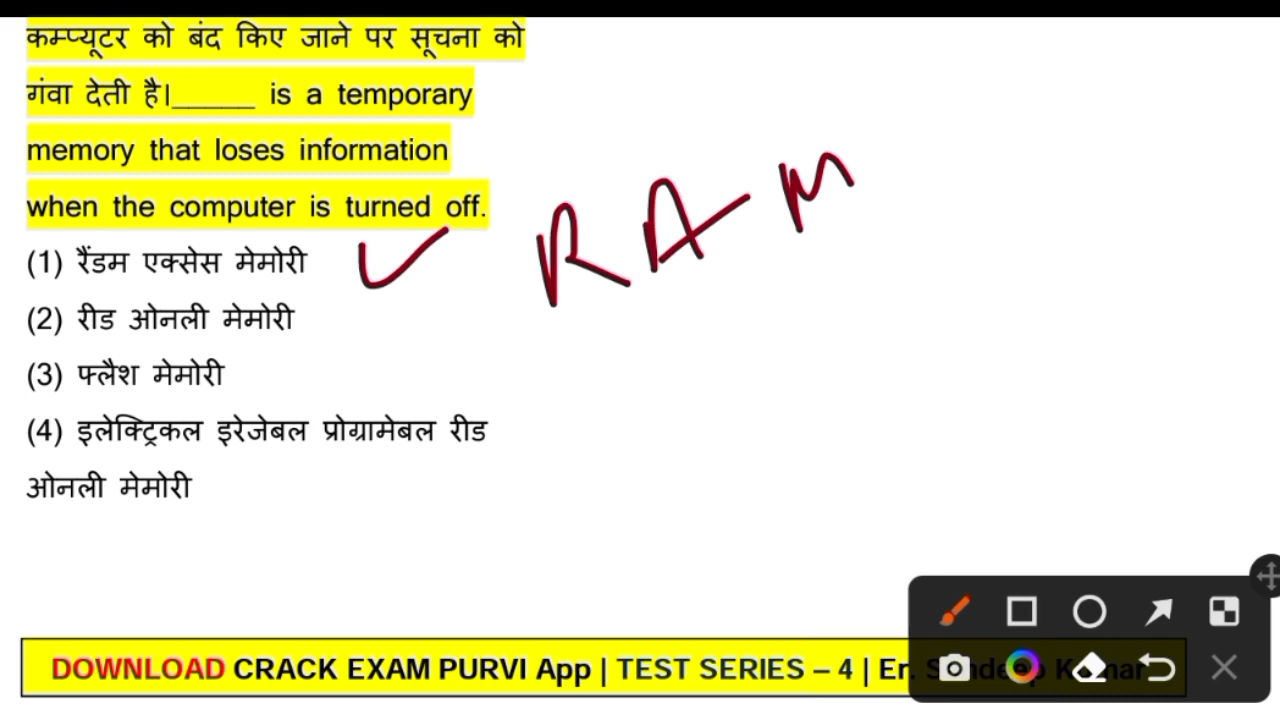 कम्प्यूटर को बंद किए जाने पर सूचना को
गंवा देती है।_____ is a temporary
memory that loses information
when the computer is turned off.
(1) रैंडम एक्सेस मेमोरी
RAM
(2) रीड ओनली मेमोरी
(3) फ्लैश मेमोरी
(4) इलेक्ट्रिकल इरेजेबल प्रोग्रामेबल रीड
ओनली मेमोरी
DOWNLOAD CRACK EXAM PURVI App | TEST SERIES – 4 | Er.